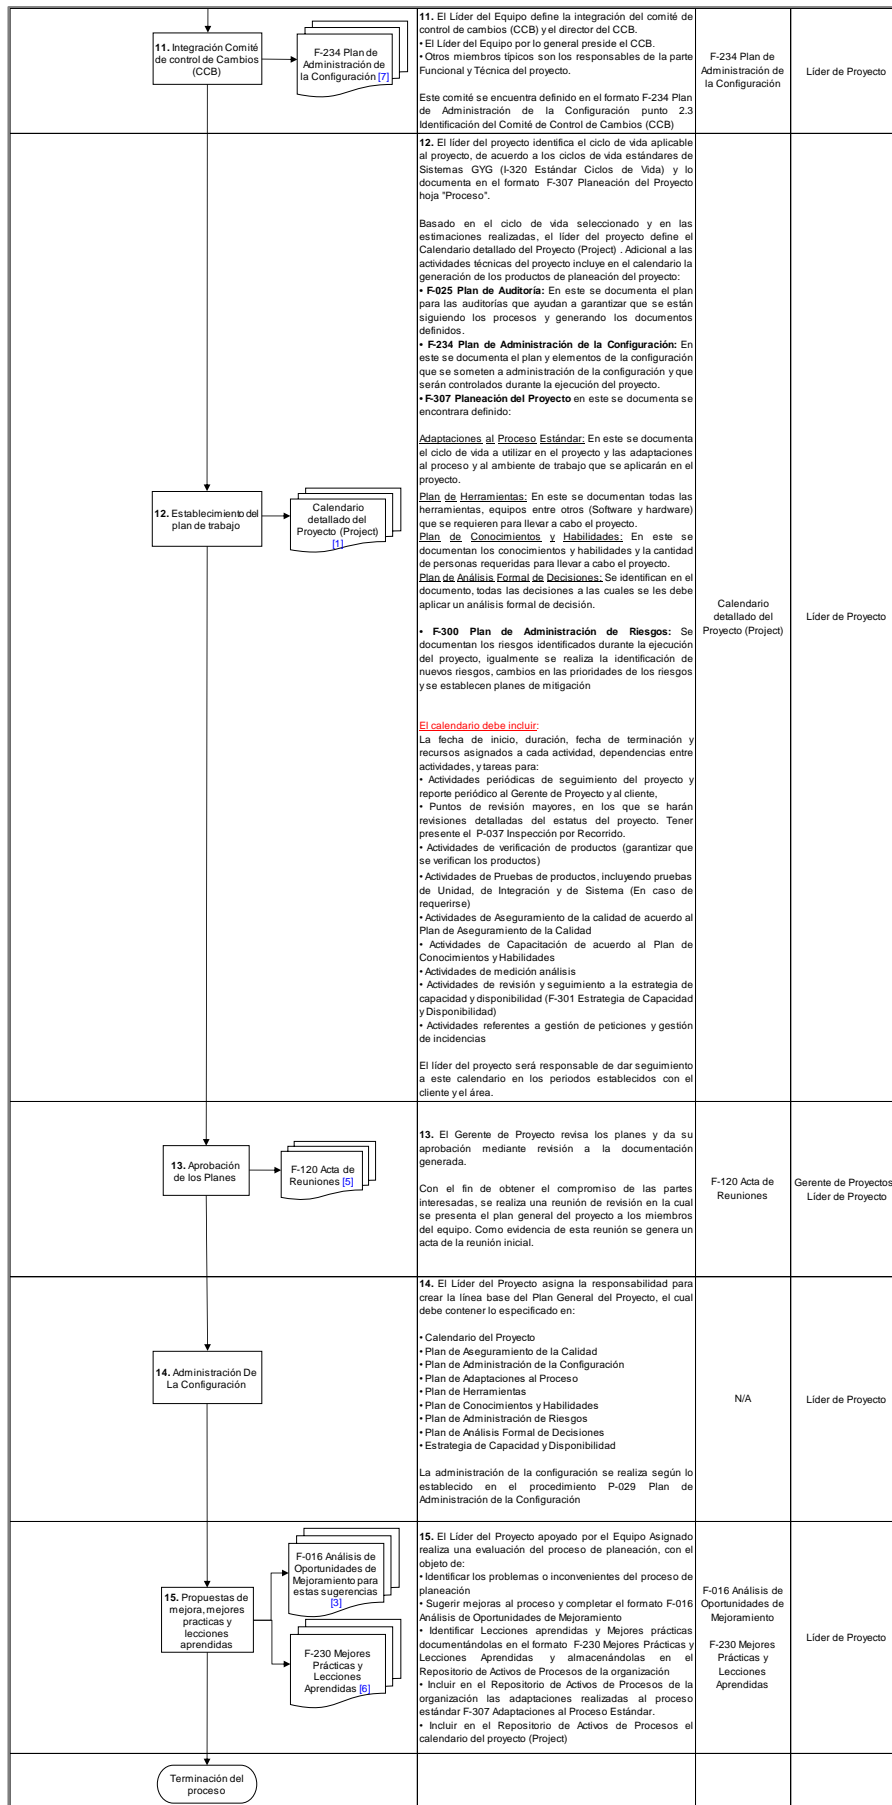 11. Integración Comité
de control de Cambios
(CCB)
F-234 Plan de
Administración de
la Configuración [7]
11. El Líder del Equipo define la integración del comité de
control de cambios (CCB) y el director del CCB.
• El Líder del Equipo por lo general preside el CCB.
• Otros miembros típicos son los responsables de la parte
Funcional y Técnica del proyecto.
Este comité se encuentra definido en el formato F-234 Plan
de Administración de la Configuración punto 2.3
Identificación del Comité de Control de Cambios (CCB)
F-234 Plan de
Administración de
la Configuración
Líder de Proyecto
12. Establecimiento del
plan de trabajo
Calendario
detallado del
Proyecto (Project)
[1]
12. El líder del proyecto identifica el ciclo de vida aplicable
al proyecto, de acuerdo a los ciclos de vida estándares de
Sistemas GYG (I-320 Estándar Ciclos de Vida) y lo
documenta en el formato F-307 Planeación del Proyecto
hoja "Proceso".
Basado en el ciclo de vida seleccionado y en las
estimaciones realizadas, el líder del proyecto define el
Calendario detallado del Proyecto (Project) . Adicional a las
actividades técnicas del proyecto incluye en el calendario la
generación de los productos de planeación del proyecto:
• F-025 Plan de Auditoría: En este se documenta el plan
para las auditorías que ayudan a garantizar que se están
siguiendo los procesos y generando los documentos
definidos.
• F-234 Plan de Administración de la Configuración: En
este se documenta el plan y elementos de la configuración
que se someten a administración de la configuración y que
serán controlados durante la ejecución del proyecto.
• F-307 Planeación del Proyecto en este se documenta se
encontrara definido:
Adaptaciones al Proceso Estándar: En este se documenta
el ciclo de vida a utilizar en el proyecto y las adaptaciones
al proceso y al ambiente de trabajo que se aplicarán en el
proyecto.
Plan de Herramientas: En este se documentan todas las
herramientas, equipos entre otros (Software y hardware)
que se requieren para llevar a cabo el proyecto.
Plan de Conocimientos y Habilidades: En este se
documentan los conocimientos y habilidades y la cantidad
de personas requeridas para llevar a cabo el proyecto.
Plan de Análisis Formal de Decisiones: Se identifican en el
documento, todas las decisiones a las cuales se les debe
aplicar un análisis formal de decisión.
• F-300 Plan de Administración de Riesgos: Se
documentan los riesgos identificados durante la ejecución
del proyecto, igualmente se realiza la identificación de
nuevos riesgos, cambios en las prioridades de los riesgos
y se establecen planes de mitigación
El calendario debe incluir:
La fecha de inicio, duración, fecha de terminación y
recursos asignados a cada actividad, dependencias entre
actividades, y tareas para:
• Actividades periódicas de seguimiento del proyecto y
reporte periódico al Gerente de Proyecto y al cliente,
• Puntos de revisión mayores, en los que se harán
revisiones detalladas del estatus del proyecto. Tener
presente el P-037 Inspección por Recorrido.
• Actividades de verificación de productos (garantizar que
se verifican los productos)
• Actividades de Pruebas de productos, incluyendo pruebas
de Unidad, de Integración y de Sistema (En caso de
requerirse)
• Actividades de Aseguramiento de la calidad de acuerdo al
Plan de Aseguramiento de la Calidad
• Actividades de Capacitación de acuerdo al Plan de
Conocimientos y Habilidades
• Actividades de medición análisis
• Actividades de revisión y seguimiento a la estrategia de
capacidad y disponibilidad (F-301 Estrategia de Capacidad
y Disponibilidad)
• Actividades referentes a gestión de peticiones y gestión
de incidencias
El líder del proyecto será responsable de dar seguimiento
a este calendario en los periodos establecidos con el
cliente y el área.
Calendario
detallado del
Proyecto (Project)
Líder de Proyecto
13. Aprobación
de los Planes
F-120 Acta de
Reuniones [5]
13. El Gerente de Proyecto revisa los planes y da su
aprobación mediante revisión a la documentación
generada.
Con el fin de obtener el compromiso de las partes
interesadas, se realiza una reunión de revisión en la cual
se presenta el plan general del proyecto a los miembros
del equipo. Como evidencia de esta reunión se genera un
acta de la reunión inicial.
F-120 Acta de
Reuniones
Gerente de Proyectos
Líder de Proyecto
14. Administración De
La Configuración
14. El Líder del Proyecto asigna la responsabilidad para
crear la línea base del Plan General del Proyecto, el cual
debe contener lo especificado en:
• Calendario del Proyecto
• Plan de Aseguramiento de la Calidad
• Plan de Administración de la Configuración
• Plan de Adaptaciones al Proceso
• Plan de Herramientas
• Plan de Conocimientos y Habilidades
• Plan de Administración de Riesgos
• Plan de Análisis Formal de Decisiones
• Estrategia de Capacidad y Disponibilidad
La administración de la configuración se realiza según lo
establecido en el procedimiento P-029 Plan de
Administración de la Configuración
N/A
Líder de Proyecto
15. Propuestas de
mejora, mejores
practicas y
lecciones
aprendidas
F-016 Análisis de
Oportunidades de
Mejoramiento para
estas sugerencias
[3]
F-230 Mejores
Prácticas y
Lecciones
Aprendidas [6]
15. El Líder del Proyecto apoyado por el Equipo Asignado
realiza una evaluación del proceso de planeación, con el
objeto de:
• Identificar los problemas o inconvenientes del proceso de
planeación
• Sugerir mejoras al proceso y completar el formato F-016
Análisis de Oportunidades de Mejoramiento
• Identificar Lecciones aprendidas y Mejores prácticas
documentándolas en el formato F-230 Mejores Prácticas y
Lecciones Aprendidas y almacenándolas en el
Repositorio de Activos de Procesos de la organización
• Incluir en el Repositorio de Activos de Procesos de la
organización las adaptaciones realizadas al proceso
estándar F-307 Adaptaciones al Proceso Estándar.
• Incluir en el Repositorio de Activos de Procesos el
calendario del proyecto (Project)
F-016 Análisis de
Oportunidades de
Mejoramiento
F-230 Mejores
Prácticas y
Lecciones
Aprendidas
Líder de Proyecto
Terminación del
proceso